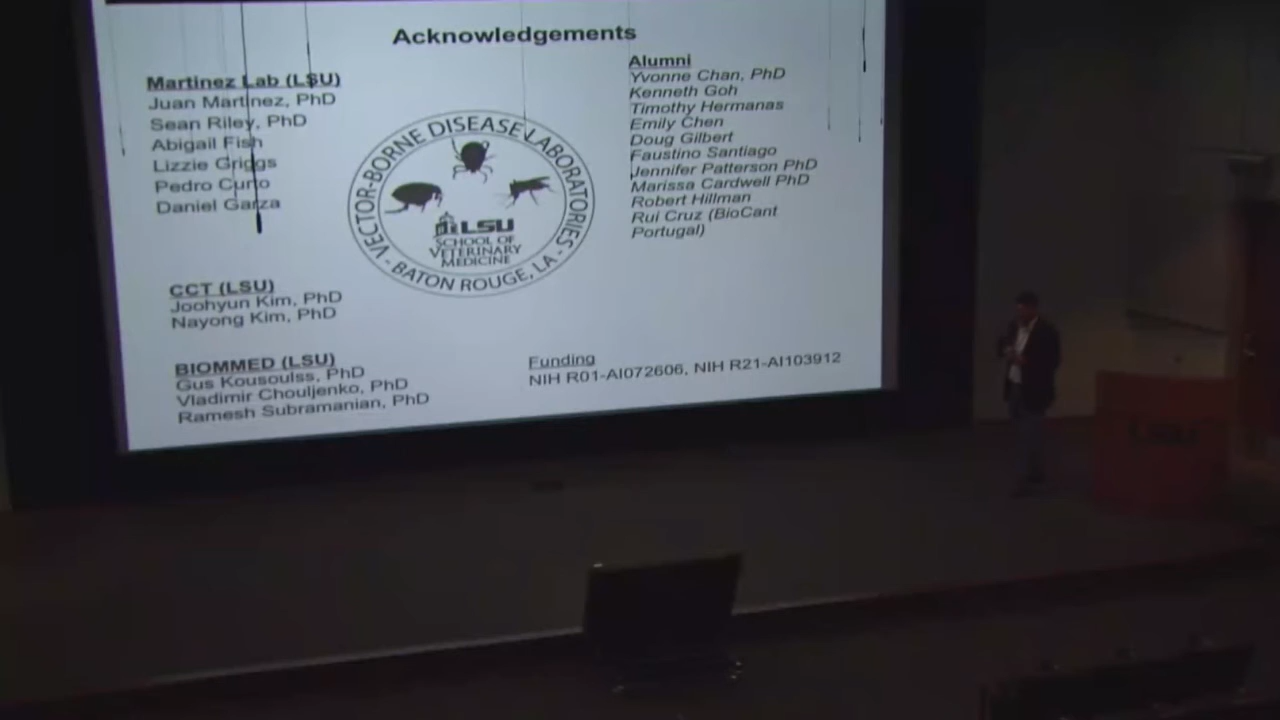 Acknowledgements
Martinez Lab (LSU)
Juan Martinez, PhD
Sean Riley, PhD
Abigail Fish
Lizzie Griggs
Pedro Curto
Daniel Garza
CCT (LSU)
Joohyun Kim, PhD
Nayong Kim, PhD
BIOMMED (LSU)
Gus Kousoulss, PhD
Vladimir Chouljenko, PhD
Ramesh Subramanian, PhD
VECTOR-BORNE DISEASE LABORATORIES
LSU
SCHOOL OF
VETERINARY
MEDICINE
- BATON ROUGE, LA -
Funding
NIH R01-AI072606, NIH R21-AI103912
Alumni
Yvonne Chan, PhD
Kenneth Goh
Timothy Hermanas
Emily Chen
Doug Gilbert
Faustino Santiago
Jennifer Patterson PhD
Marissa Cardwell PhD
Robert Hillman
Rui Cruz (BioCant
Portugal)
LSU